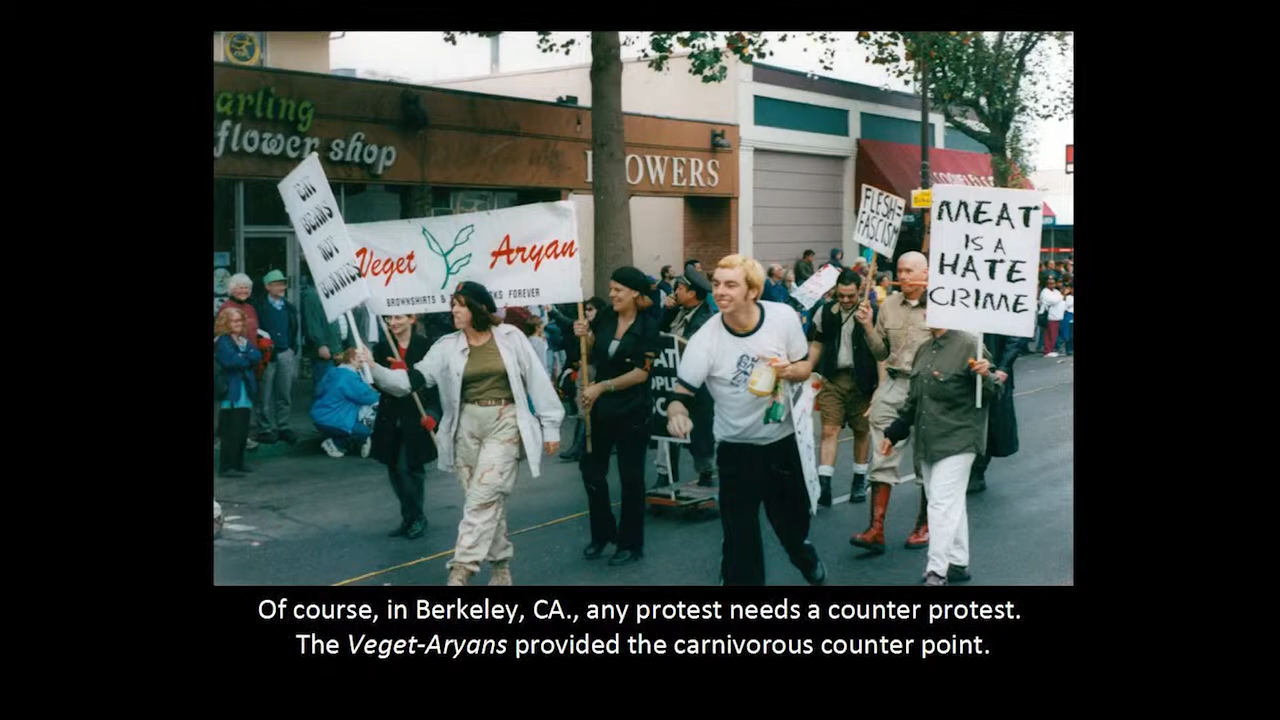 arling
flower shop
FLOWERS
EAT
BEANS
NOT
BUNNIES
Veget Aryan
BROWNSHIRTS & FOREVER
FLESH=
FASCISM
MEAT
IS A
HATE
CRIME
Of course, in Berkeley, CA., any protest needs a counter protest.
The Veget-Aryans provided the carnivorous counter point.